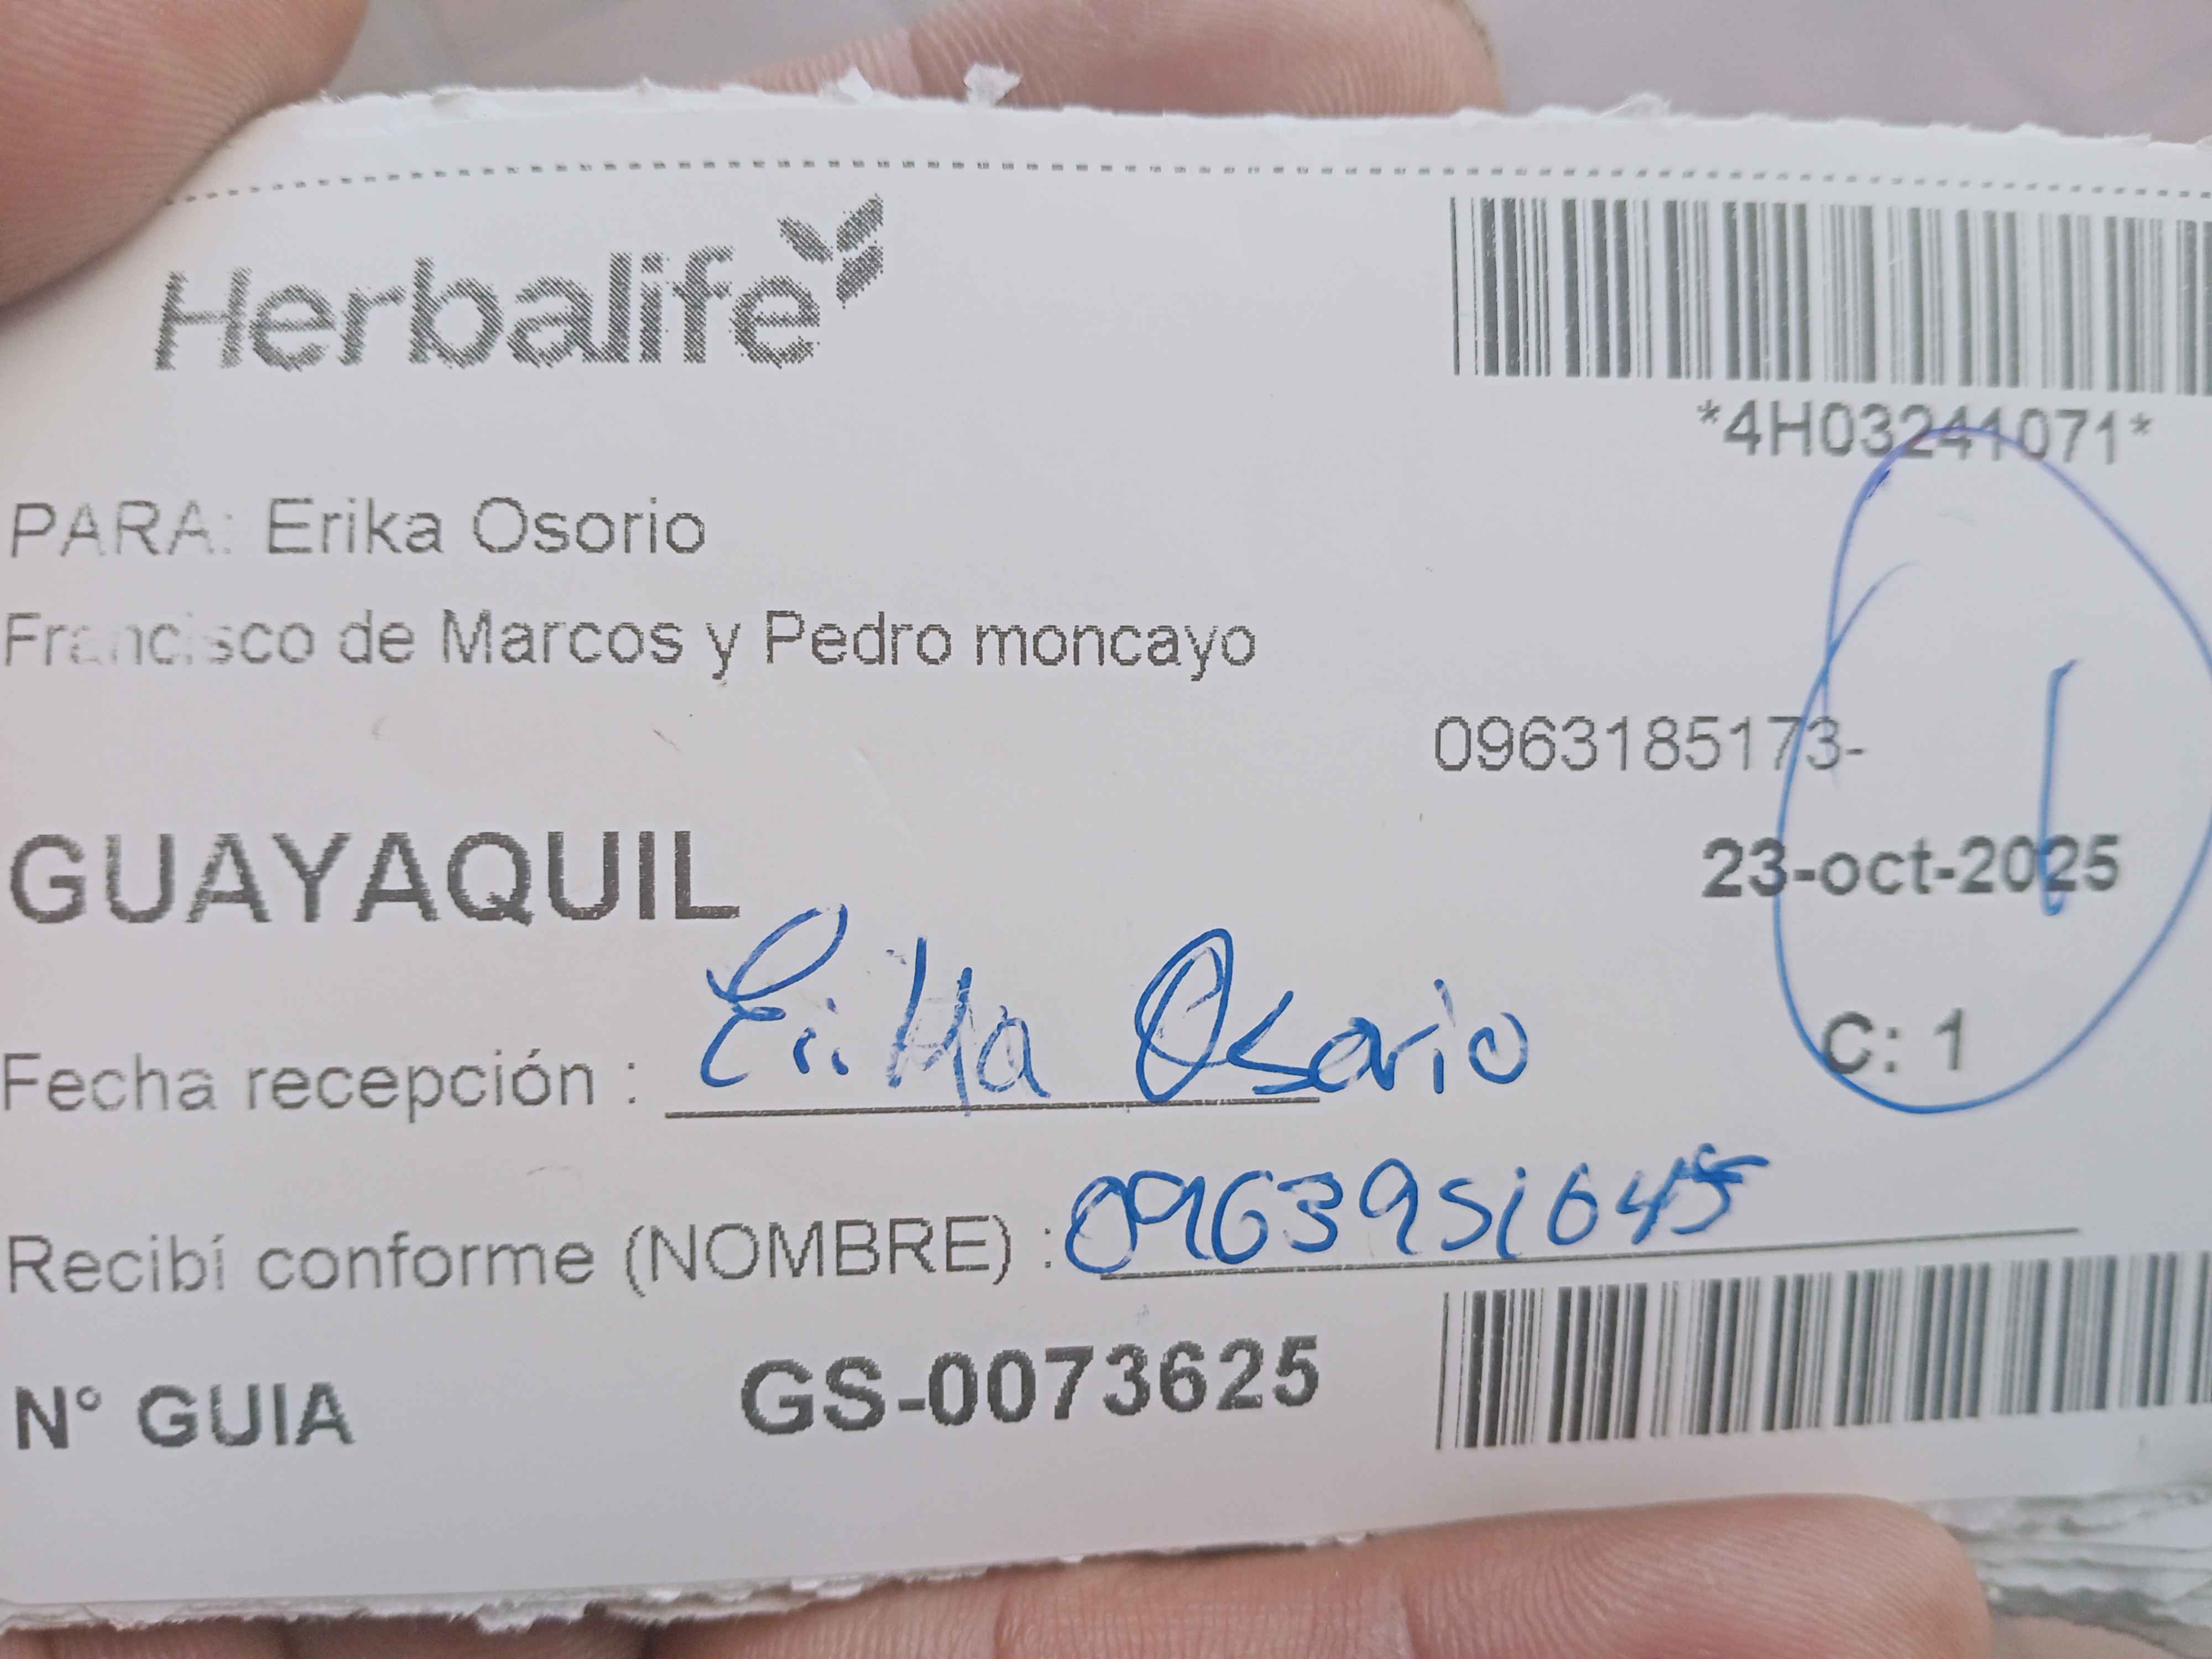 Herbalife
*4H03241071*
PARA: Erika Osorio
Francisco de Marcos y Pedro moncayo
0963185173-
GUAYAQUIL
23-oct-2025
1
C: 1
Fecha recepción : Erika Osorio
Recibí conforme (NOMBRE) : 0963951645
N° GUIA GS-0073625